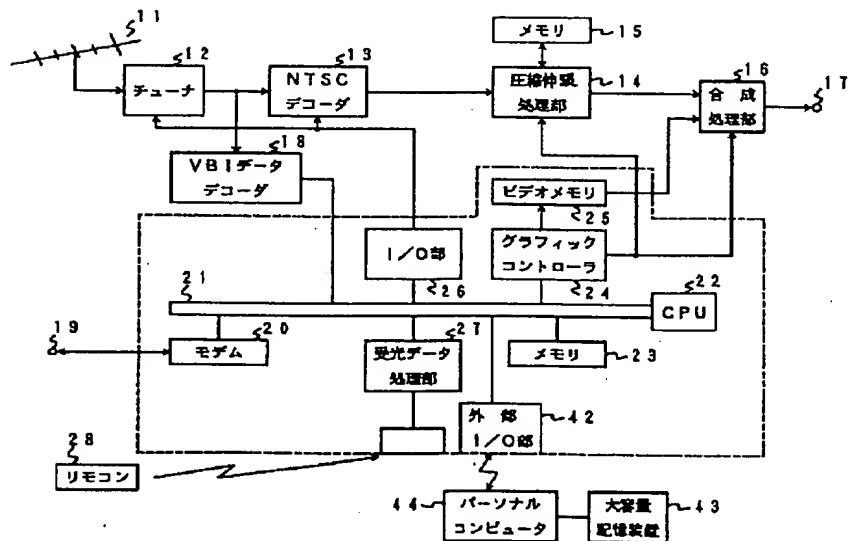 11
12
チューナ
13
NTSC
デコーダ
メモリ
15
圧縮伸張
処理部
14
16
合成
処理部
17
18
VBIデータ
デコーダ
ビデオメモリ
25
I/O部
26
グラフィック
コントローラ
24
21
22
CPU
19
20
モデム
27
受光データ
処理部
メモリ
23
外部
I/O部
42
28
リモコン
44
パーソナル
コンピュータ
大容量
記憶装置
43